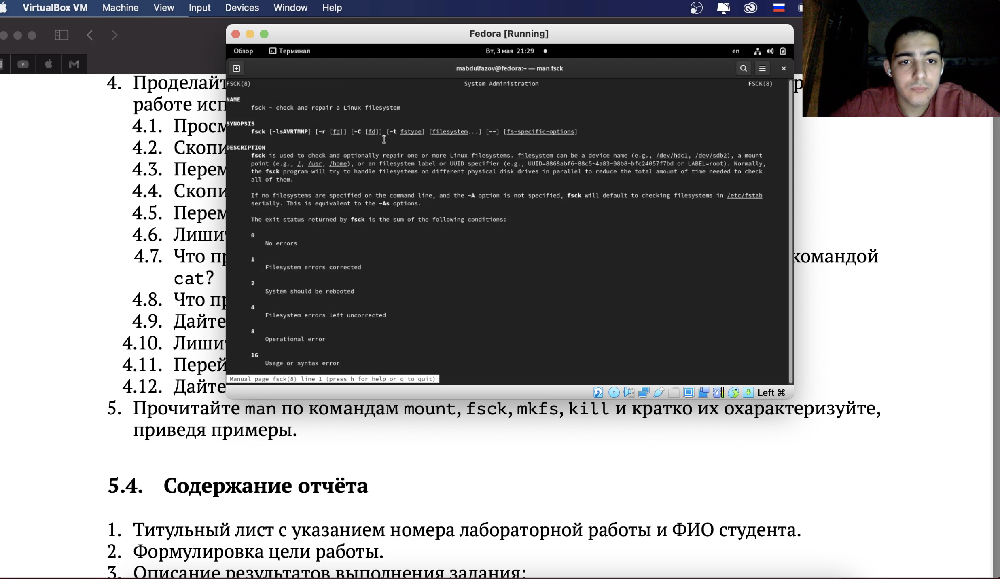 VirtualBox VM Machine View Input Devices Window Help
Fedora [Running]
Обзор Терминал Вт, 3 мая 21:29 en
mabdulfazov@fedora:~ — man fsck
FSCK(8) System Administration FSCK(8)
NAME
fsck - check and repair a Linux filesystem
SYNOPSIS
fsck [-lsAVRTMNP] [-r [fd]] [-C [fd]] [-t fstype] [filesystem...] [--] [fs-specific-options]
DESCRIPTION
fsck is used to check and optionally repair one or more Linux filesystems. filesystem can be a device name (e.g., /dev/hdc1, /dev/sdb2), a mount
point (e.g., /, /usr, /home), or an filesystem label or UUID specifier (e.g., UUID=8868abf6-88c5-4a83-98b8-bfc24057f7bd or LABEL=root). Normally,
the fsck program will try to handle filesystems on different physical disk drives in parallel to reduce the total amount of time needed to check
all of them.
If no filesystems are specified on the command line, and the -A option is not specified, fsck will default to checking filesystems in /etc/fstab
serially. This is equivalent to the -As options.
The exit status returned by fsck is the sum of the following conditions:
0
No errors
1
Filesystem errors corrected
2
System should be rebooted
4
Filesystem errors left uncorrected
8
Operational error
16
Usage or syntax error
Manual page fsck(8) line 1 (press h for help or q to quit)
Left ⌘
4. Проделайт
работе исп
4.1. Просм
4.2. Скопи
4.3. Перем
4.4. Скопи
4.5. Перем
4.6. Лиши
4.7. Что пр командой
cat?
4.8. Что пр
4.9. Дайте
4.10. Лиши
4.11. Перей
4.12. Дайте
5. Прочитайте man по командам mount, fsck, mkfs, kill и кратко их охарактеризуйте,
приведя примеры.
5.4. Содержание отчёта
1. Титульный лист с указанием номера лабораторной работы и ФИО студента.
2. Формулировка цели работы.
3. Описание результатов выполнения задания: